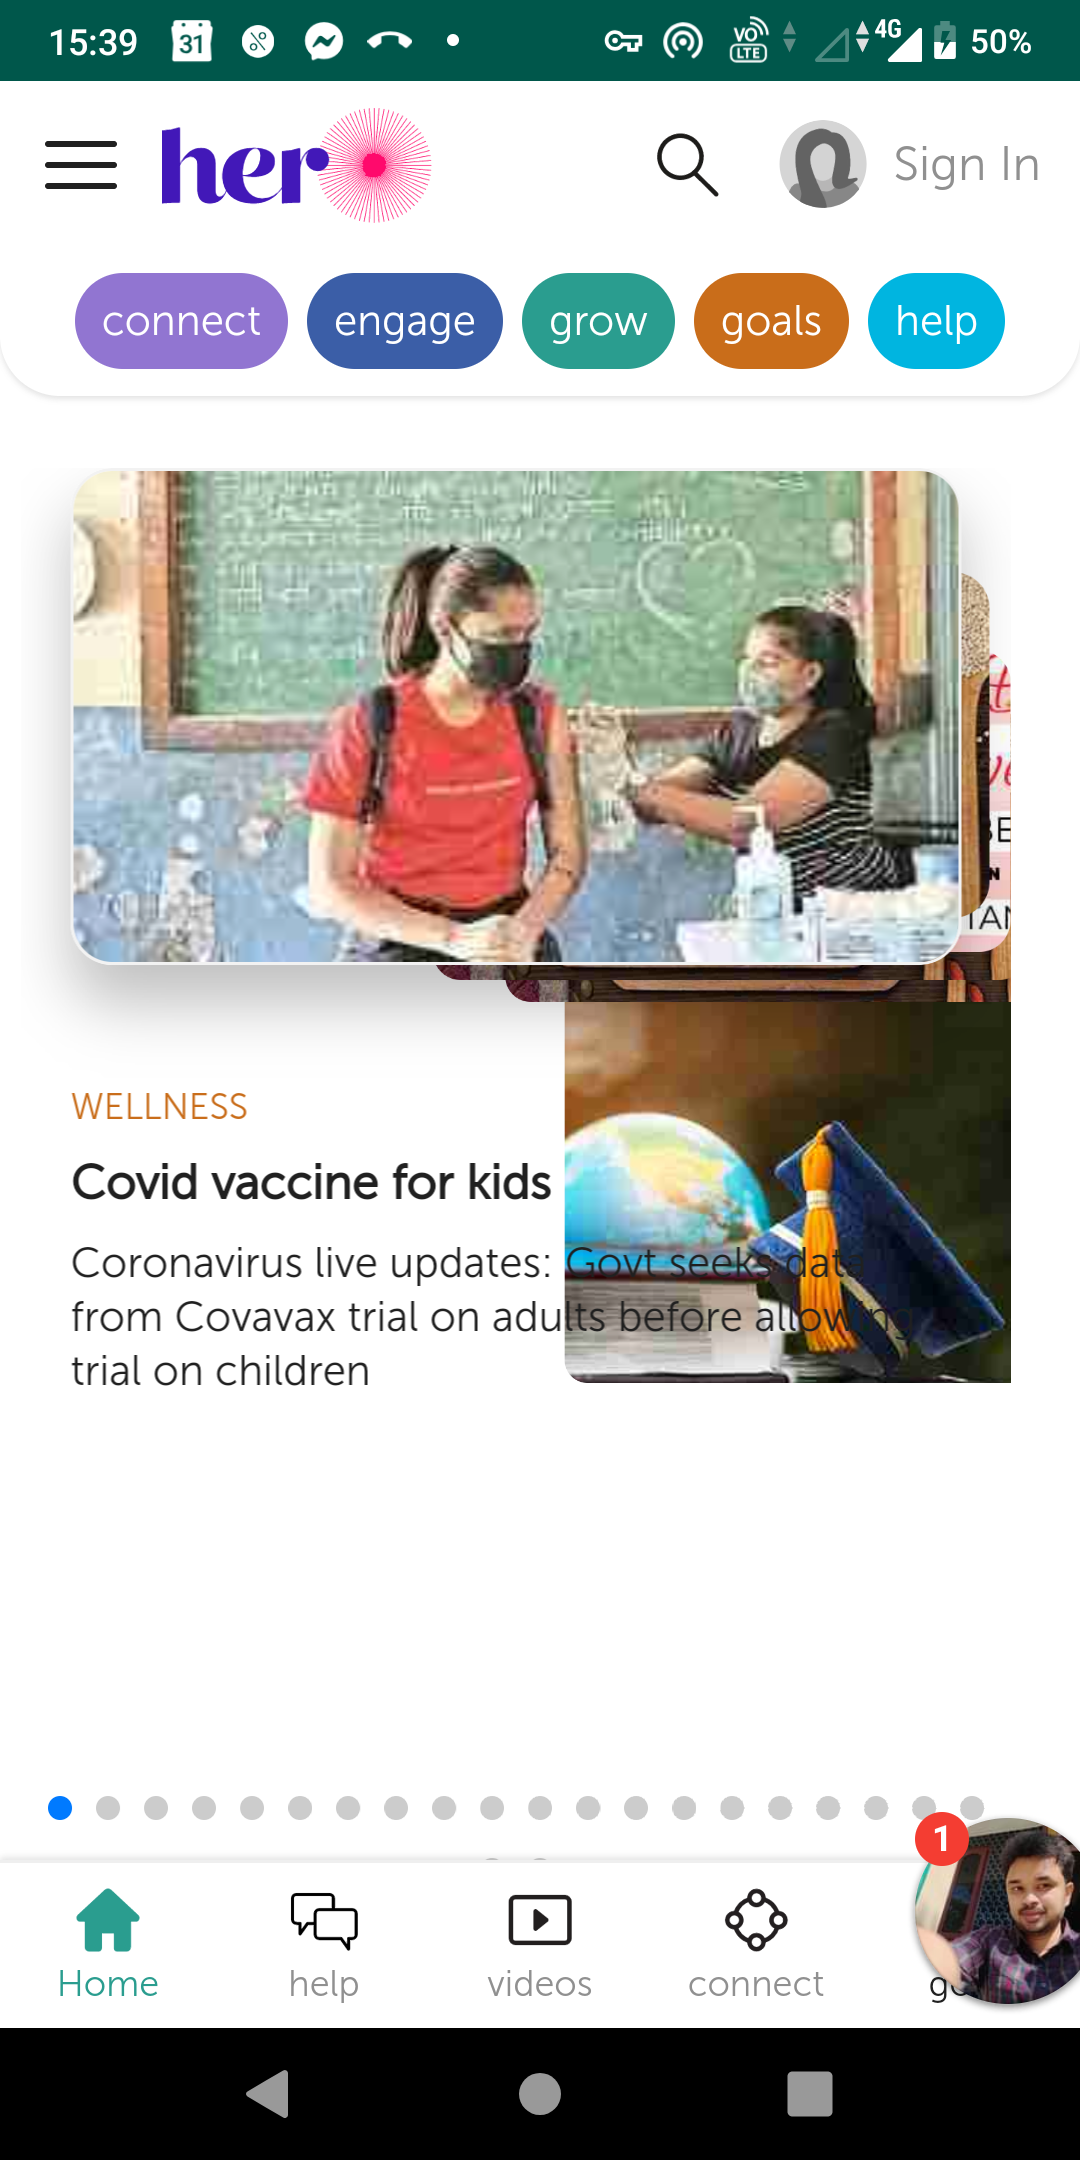 15:39 31 VO LTE 4G 50%
her Sign In
connect engage grow goals help
WELLNESS
Covid vaccine for kids
Coronavirus live updates: Govt seeks data
from Covavax trial on adults before allowing
trial on children
1
Home help videos connect